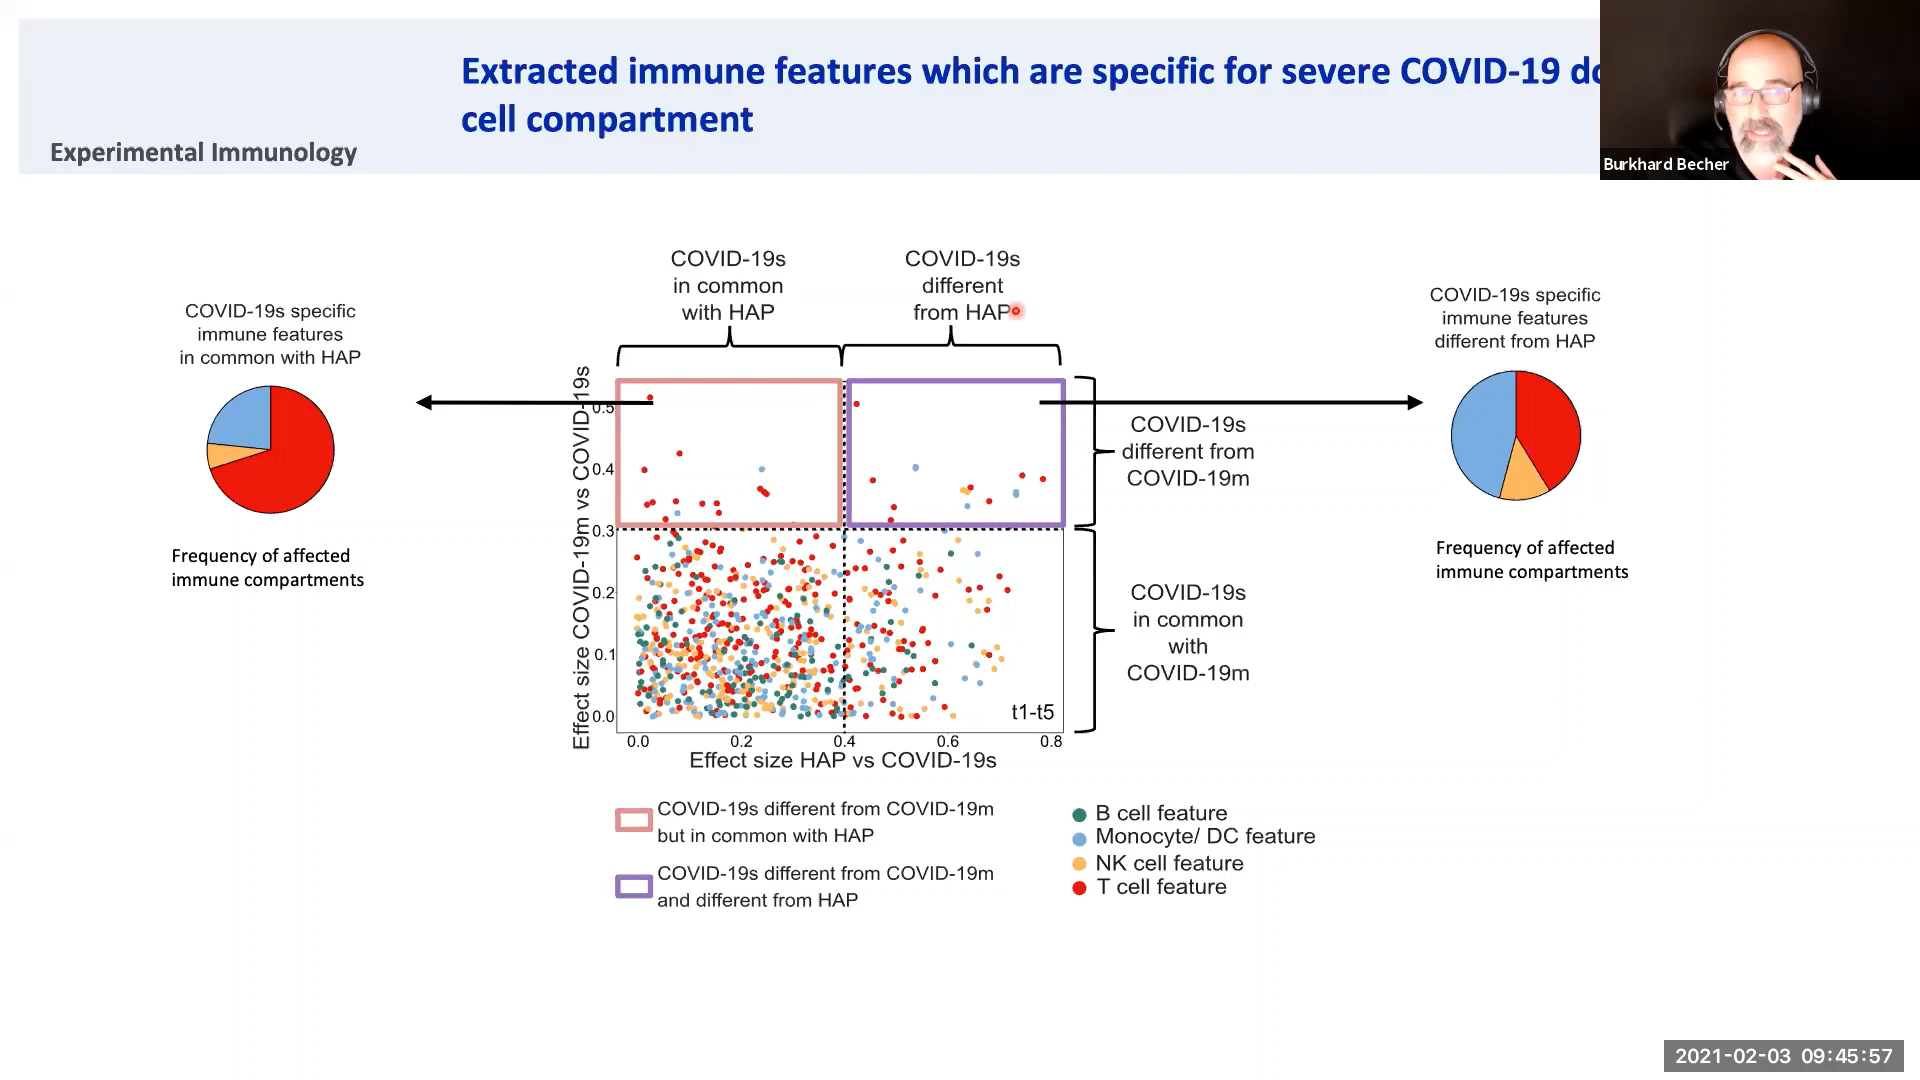 Extracted immune features which are specific for severe COVID-19
cell compartment
Experimental Immunology
Burkhard Becher
COVID-19s
in common
with HAP
COVID-19s
different
from HAP
COVID-19s specific
immune features
in common with HAP
COVID-19s specific
immune features
different from HAP
Frequency of affected
immune compartments
Frequency of affected
immune compartments
Effect size COVID-19m vs COVID-19s
0.5
0.4
0.3
0.2
0.1
0.0
0.0 0.2 0.4 0.6 0.8
t1-t5
Effect size HAP vs COVID-19s
COVID-19s
different from
COVID-19m
COVID-19s
in common
with
COVID-19m
COVID-19s different from COVID-19m
but in common with HAP
COVID-19s different from COVID-19m
and different from HAP
B cell feature
Monocyte/ DC feature
NK cell feature
T cell feature
2021-02-03 09:45:57